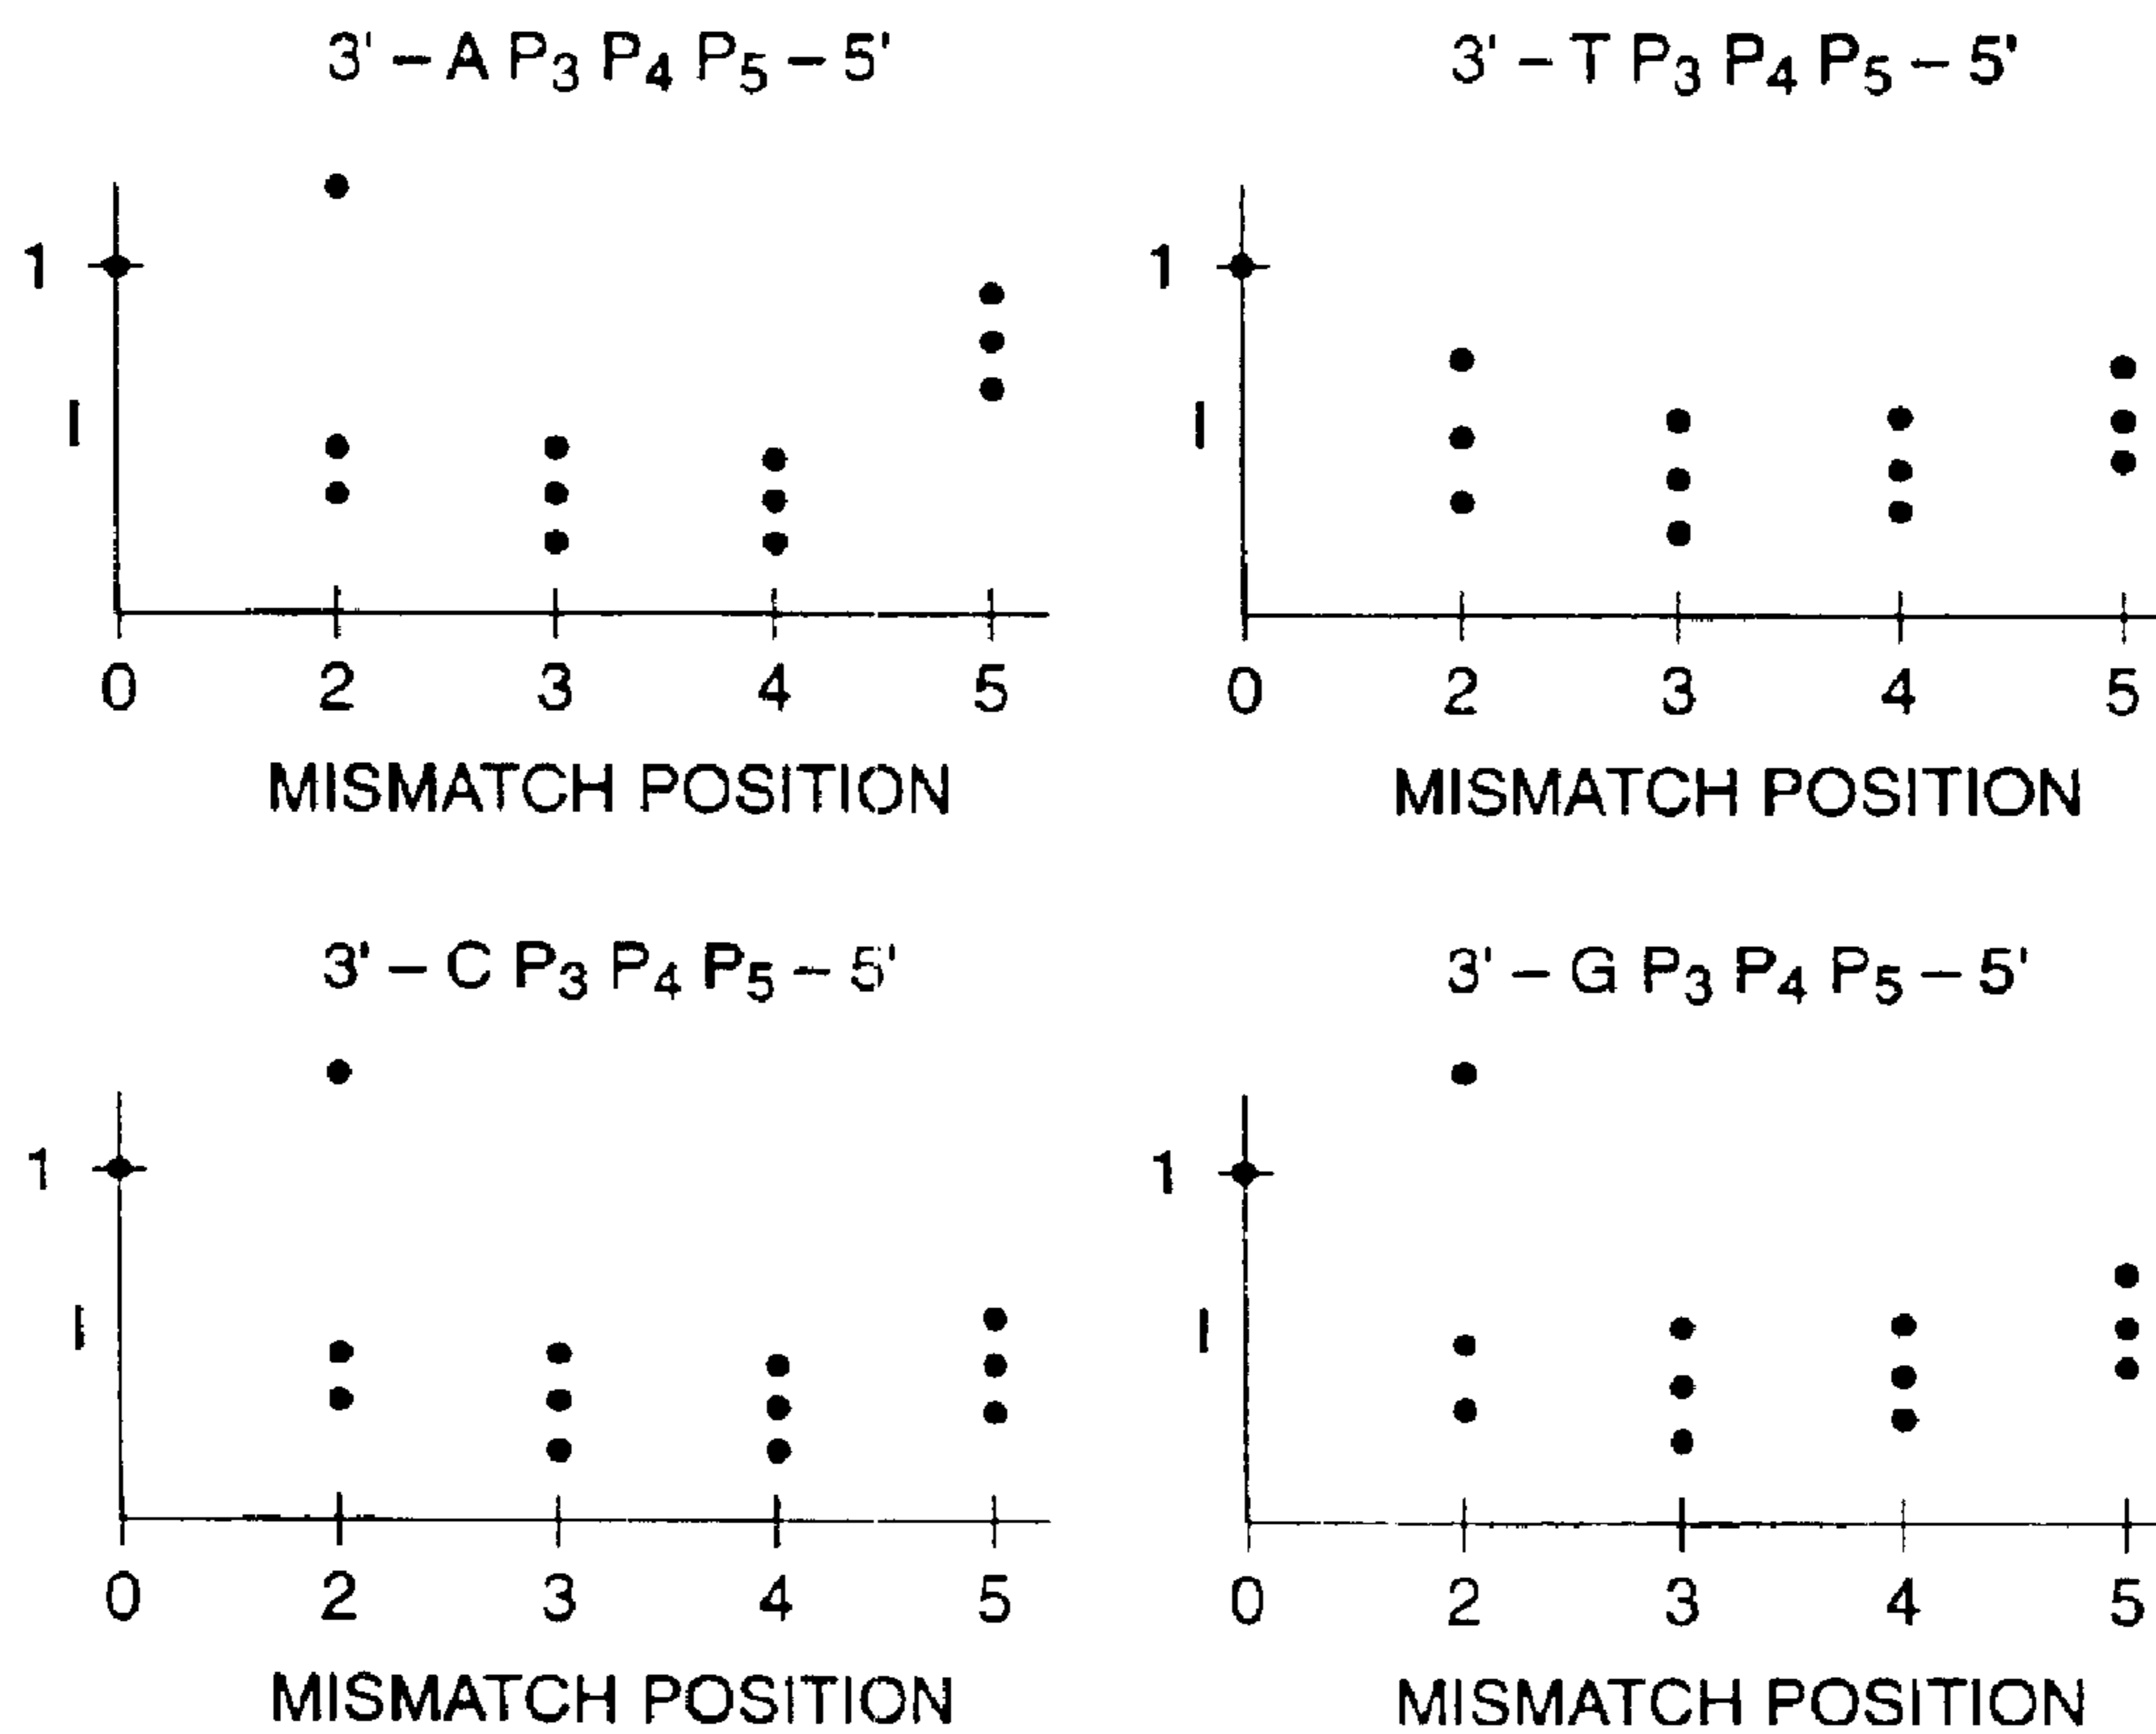 3' – A P3 P4 P5 – 5'
1
I
0 2 3 4 5
MISMATCH POSITION
3' – T P3 P4 P5 – 5'
1
I
0 2 3 4 5
MISMATCH POSITION
3' – C P3 P4 P5 – 5'
1
I
0 2 3 4 5
MISMATCH POSITION
3' – G P3 P4 P5 – 5'
1
I
0 2 3 4 5
MISMATCH POSITION